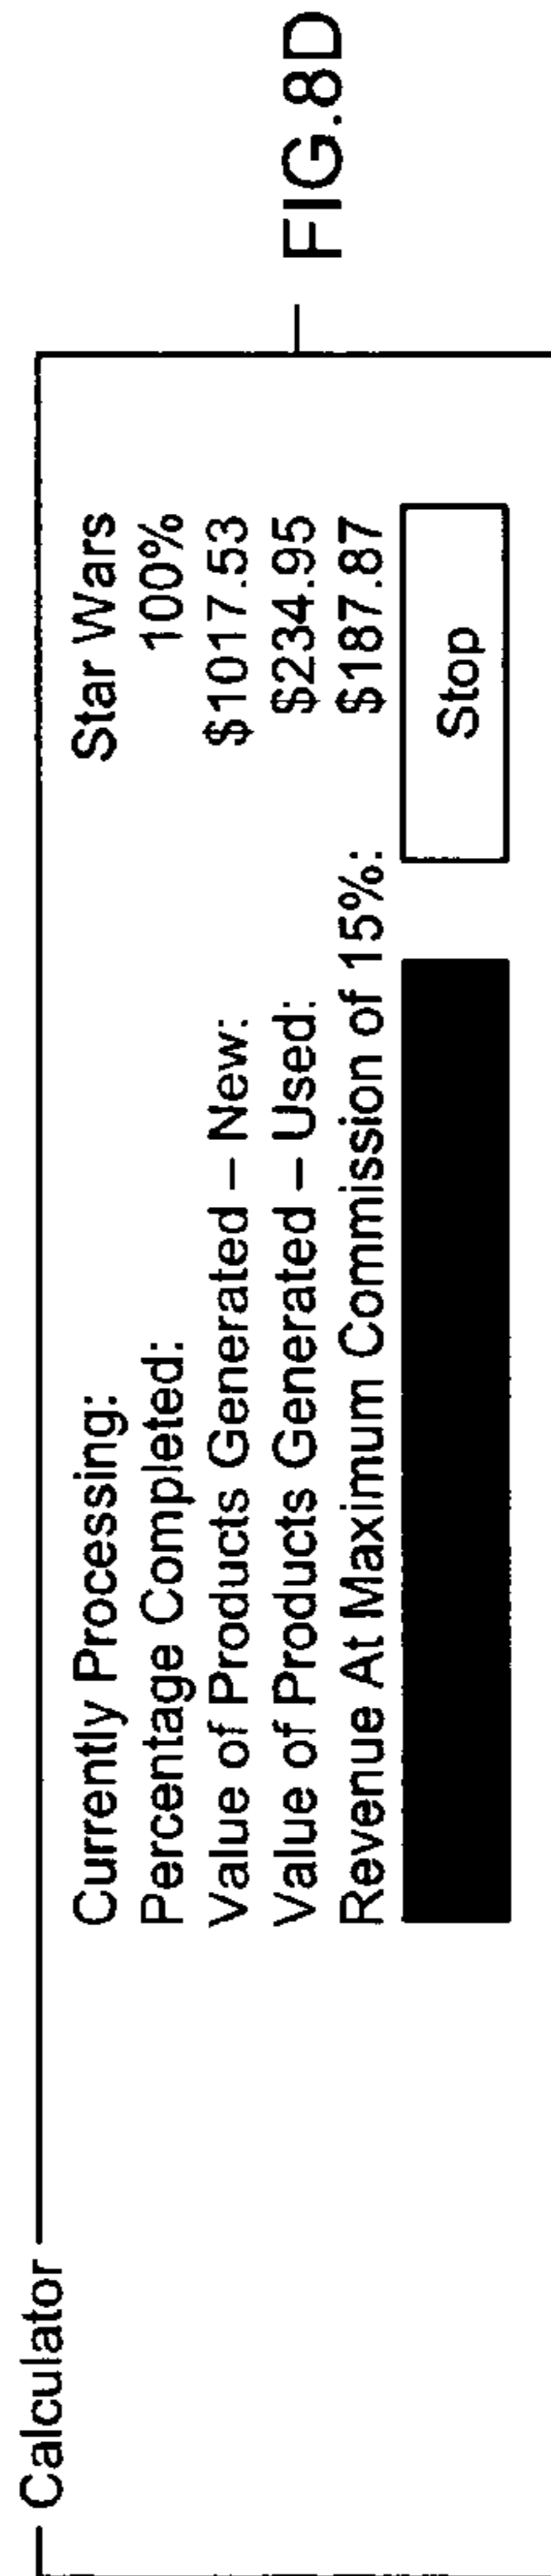 Calculator
Currently Processing: Star Wars
Percentage Completed: 100%
Value of Products Generated – New: $1017.53
Value of Products Generated – Used: $234.95
Revenue At Maximum Commission of 15%: $187.87
Stop
FIG.8D